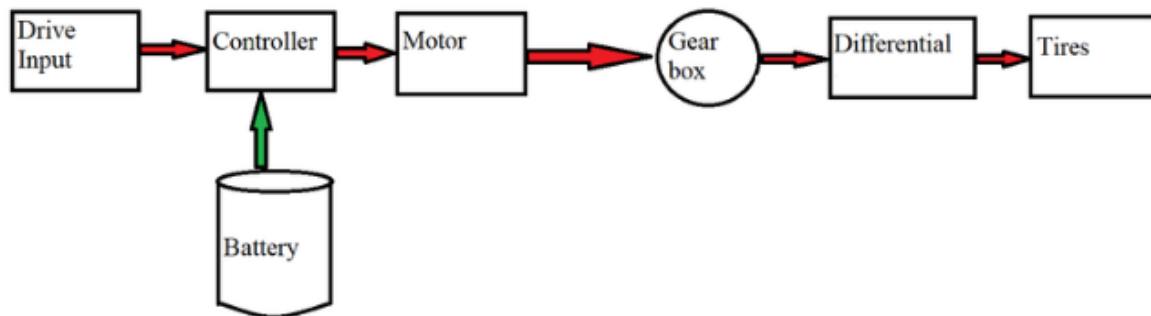 Drive
Input
Controller
Motor
Gear
box
Differential
Tires
Battery